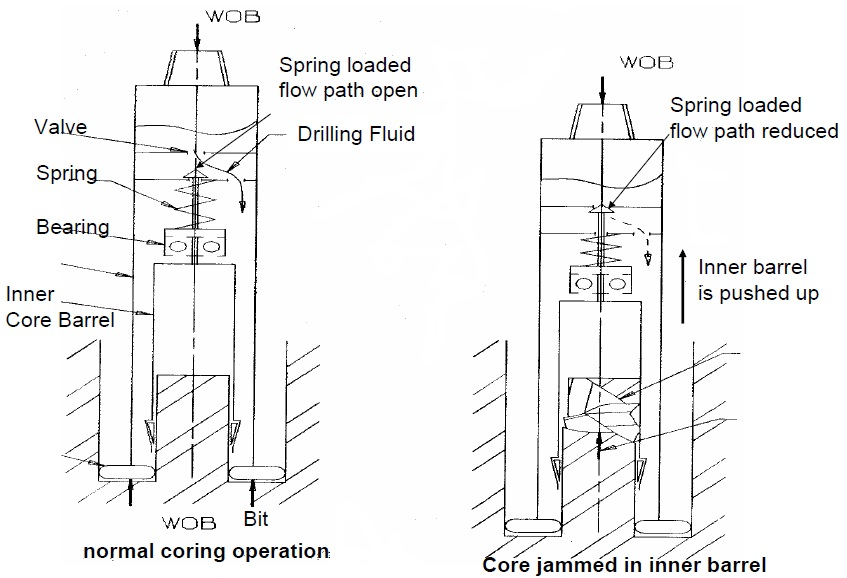 WOB
Spring loaded
flow path open
Valve
Drilling Fluid
Spring
Bearing
Inner
Core Barrel
WOB
Bit
normal coring operation
WOB
Spring loaded
flow path reduced
Inner barrel
is pushed up
Core jammed in inner barrel